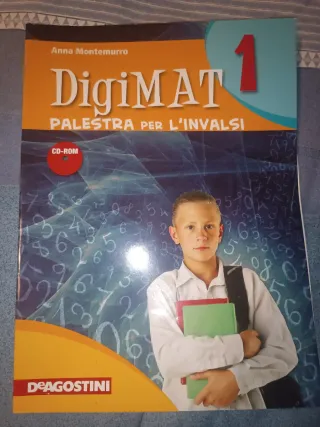 Anna Montemurro
1
DigiMAT
PALESTRA PER L'INVALSI
CD-ROM
DEAGOSTINI